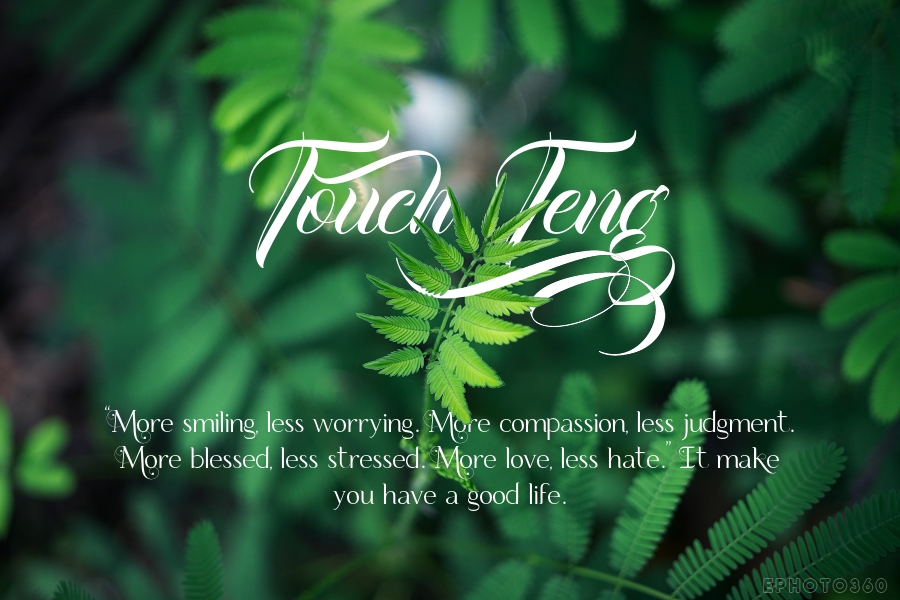 Touch Teng
“More smiling, less worrying. More compassion, less judgment.
More blessed, less stressed. More love, less hate.” It make
you have a good life.
EPHOTO360